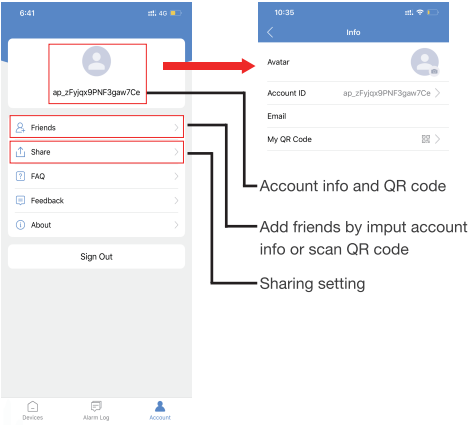 6:41
4G
ap_zFyjqx9PNF3gaw7Ce
Friends
Share
FAQ
Feedback
About
Sign Out
Devices
Alarm Log
Account
10:35
Info
Avatar
Account ID ap_zFyjqx9PNF3gaw7Ce
Email
My QR Code
Account info and QR code
Add friends by imput account
info or scan QR code
Sharing setting